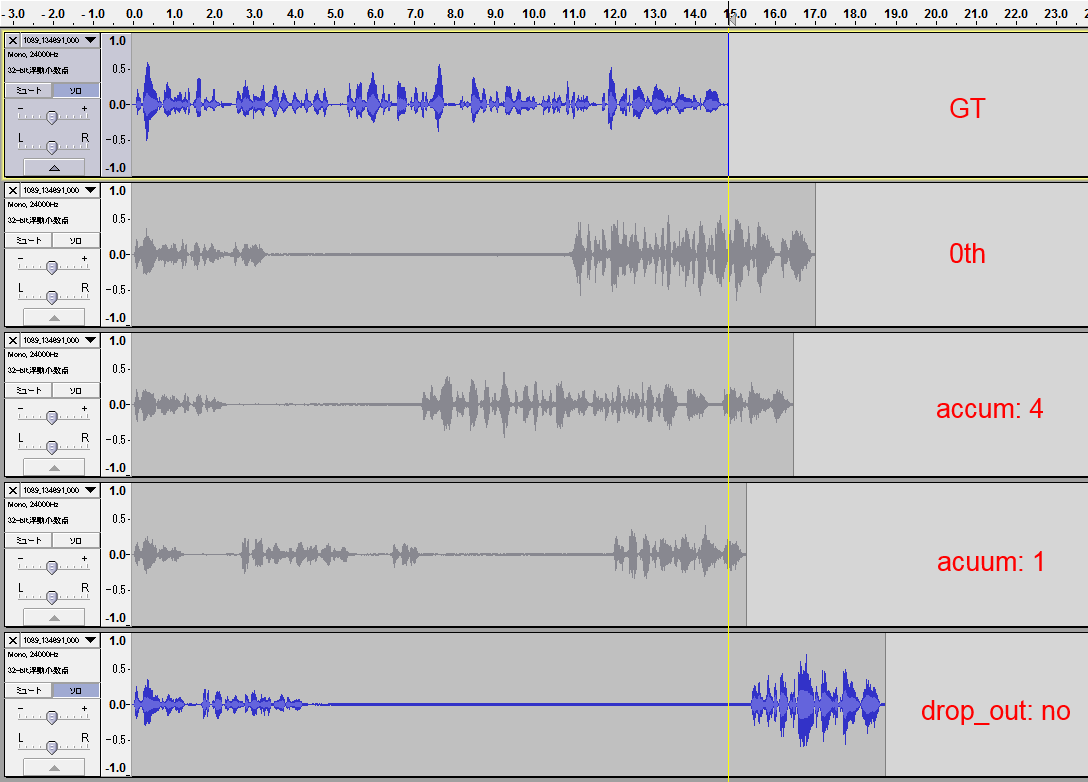 -3.0 -2.0 -1.0 0.0 1.0 2.0 3.0 4.0 5.0 6.0 7.0 8.0 9.0 10.0 11.0 12.0 13.0 14.0 15.0 16.0 17.0 18.0 19.0 20.0 21.0 22.0 23.0
× 1089_134691_000 ▼ 1.0
Mono, 24000Hz
32-bit浮動小数点
0.5-
ミュート ソロ
- + 0.0-
L R
-0.5-
-1.0
GT
× 1089_134691_000 ▼ 1.0
Mono, 24000Hz
32-bit浮動小数点
0.5-
ミュート ソロ
- + 0.0-
L R
-0.5-
-1.0
0th
× 1089_134691_000 ▼ 1.0
Mono, 24000Hz
32-bit浮動小数点
0.5-
ミュート ソロ
- + 0.0-
L R
-0.5-
-1.0
accum: 4
× 1089_134691_000 ▼ 1.0
Mono, 24000Hz
32-bit浮動小数点
0.5-
ミュート ソロ
- + 0.0-
L R
-0.5-
-1.0
acuum: 1
× 1089_134691_000 ▼ 1.0
Mono, 24000Hz
32-bit浮動小数点
0.5-
ミュート ソロ
- + 0.0-
L R
-0.5-
-1.0
drop_out: no